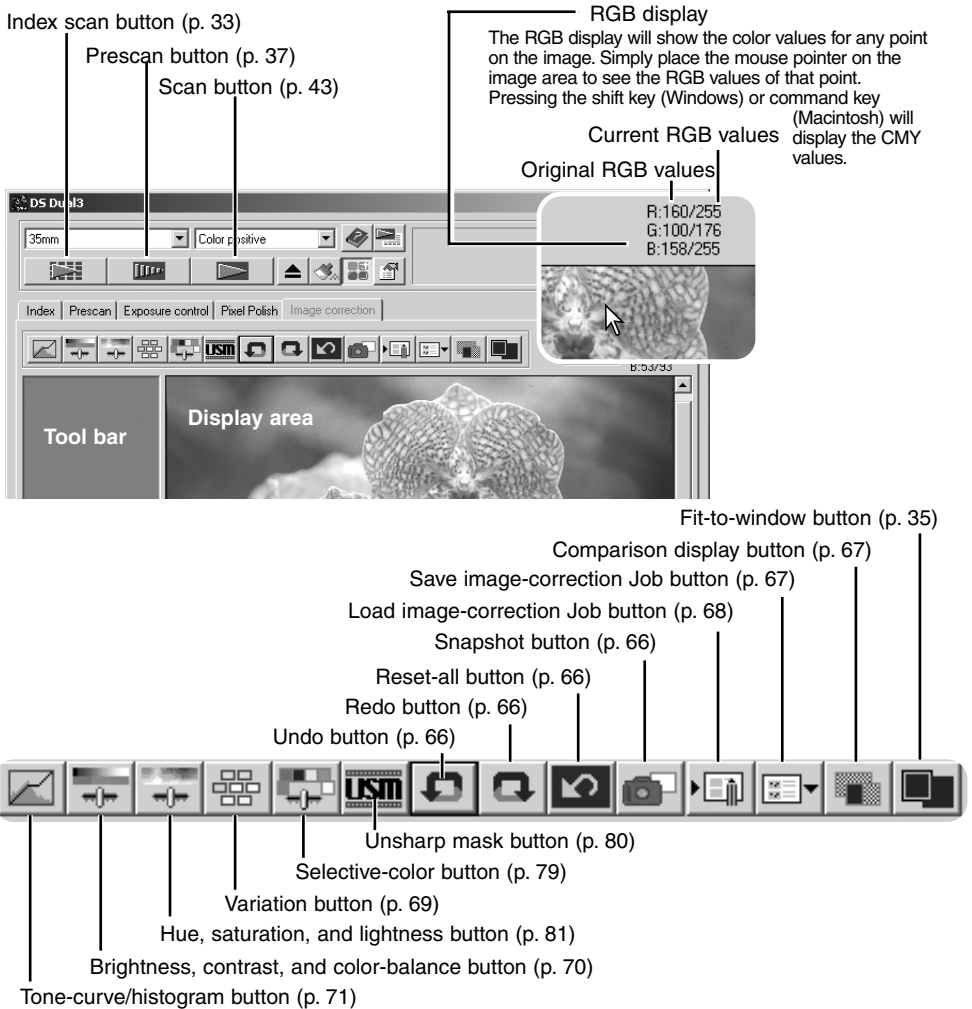 Index scan button (p. 33)
Prescan button (p. 37)
Scan button (p. 43)
RGB display
The RGB display will show the color values for any point
on the image. Simply place the mouse pointer on the
image area to see the RGB values of that point.
Pressing the shift key (Windows) or command key
(Macintosh) will
display the CMY
values.
Current RGB values
Original RGB values
DS Dual3
R:160/255
G:100/176
B:158/255
35mm
Color positive
Index
Prescan
Exposure control
Pixel Polish
Image correction
USM
B:53/93
Tool bar
Display area
Fit-to-window button (p. 35)
Comparison display button (p. 67)
Save image-correction Job button (p. 67)
Load image-correction Job button (p. 68)
Snapshot button (p. 66)
Reset-all button (p. 66)
Redo button (p. 66)
Undo button (p. 66)
USM
Unsharp mask button (p. 80)
Selective-color button (p. 79)
Variation button (p. 69)
Hue, saturation, and lightness button (p. 81)
Brightness, contrast, and color-balance button (p. 70)
Tone-curve/histogram button (p. 71)